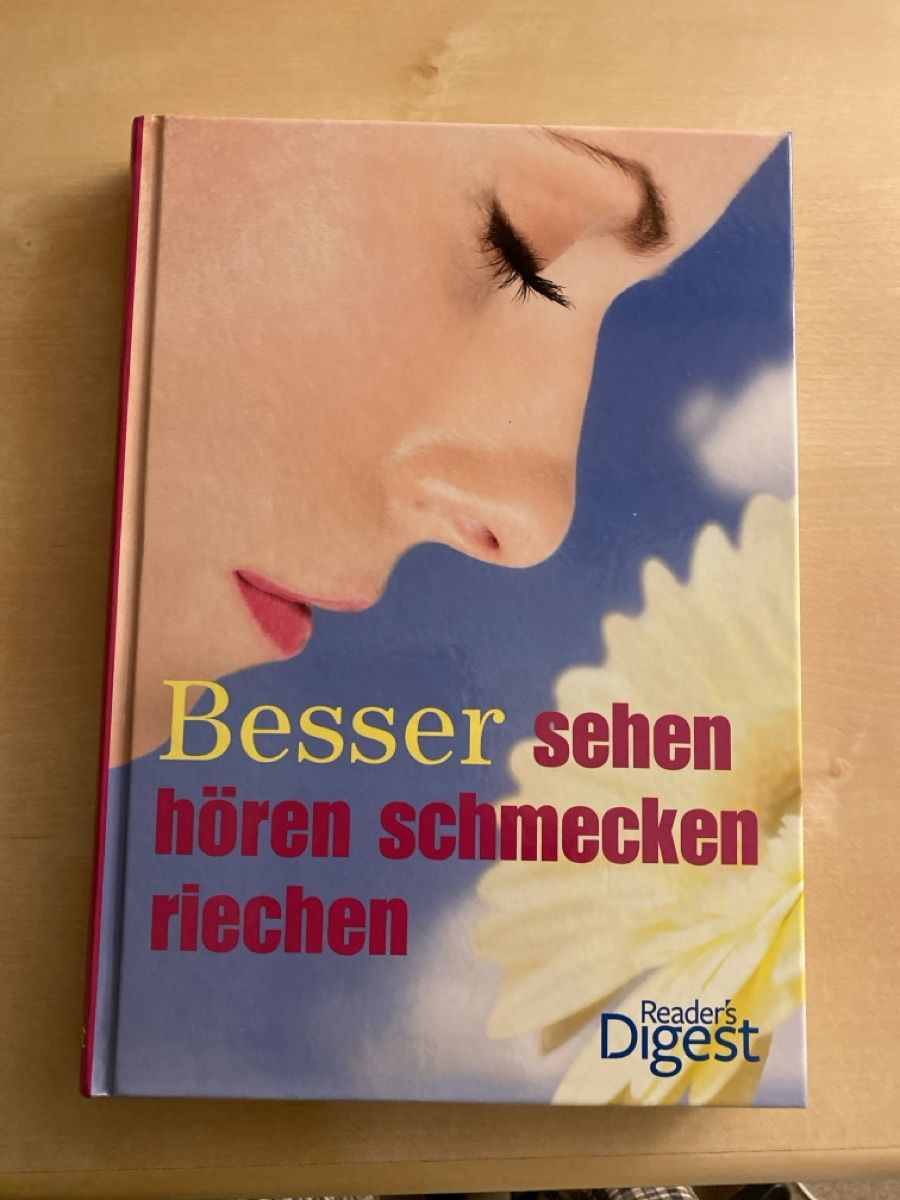 Besser sehen
hören schmecken
riechen
Reader's
Digest